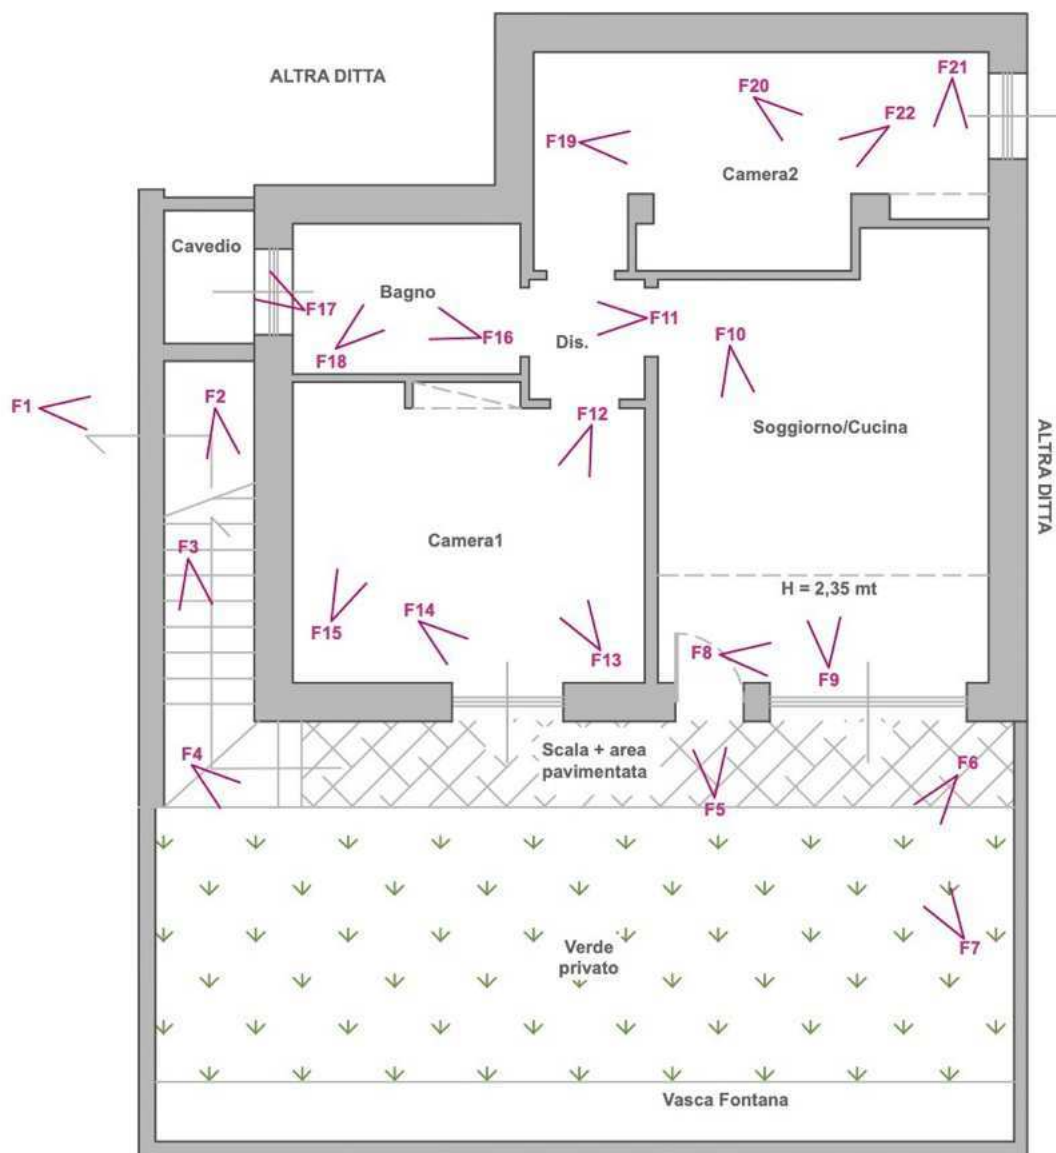 ALTRA DITTA
F21
F20
F22
F19
Camera2
Cavedio
Bagno
F17
F16
F18
F11
Dis.
F10
F1
F2
F12
Soggiorno/Cucina
ALTRA DITTA
Camera1
F3
H = 2,35 mt
F14
F15
F13
F8
F9
Scala + area
pavimentata
F4
F5
F6
F7
Verde
privato
Vasca Fontana